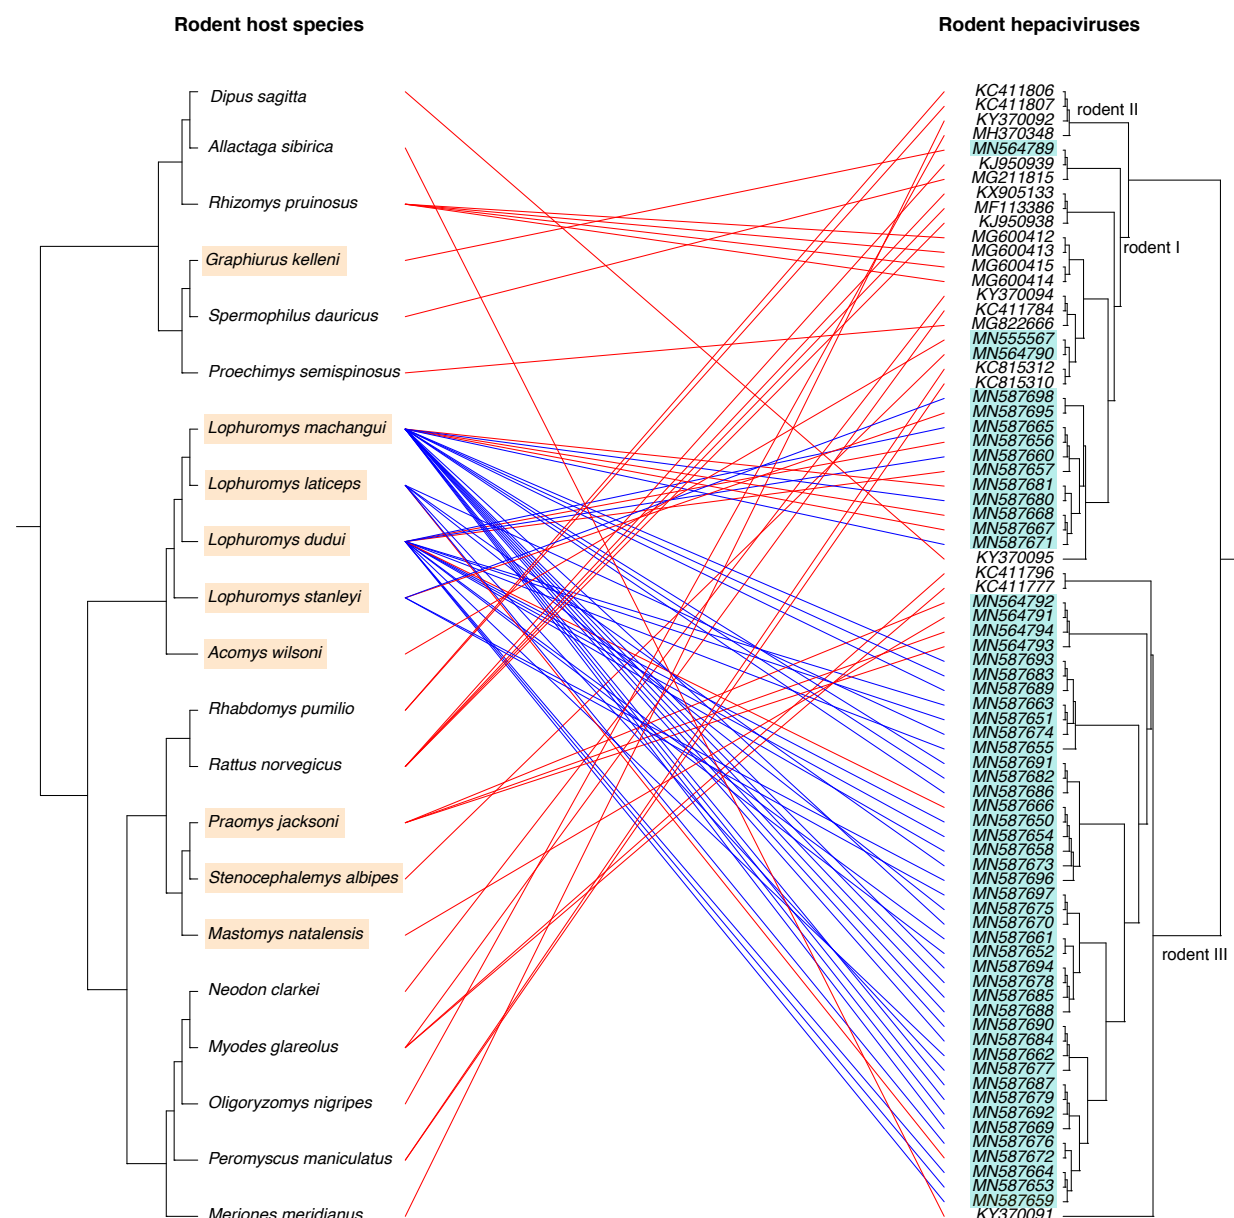 Rodent host species
Dipus sagitta
Allactaga sibirica
Rhizomys pruinosus
Graphiurus kelleni
Spermophilus dauricus
Proechimys semispinosus
Lophuromys machangui
Lophuromys laticeps
Lophuromys dudui
Lophuromys stanleyi
Acomys wilsoni
Rhabdomys pumilio
Rattus norvegicus
Praomys jacksoni
Stenocephalemys albipes
Mastomys natalensis
Neodon clarkei
Myodes glareolus
Oligoryzomys nigripes
Peromyscus maniculatus
Meriones meridianus
Rodent hepaciviruses
KC411806
KC411807
KY370092
MH370348
MN564789
KJ950939
MG211815
KX905133
MF113386
KJ950938
MG600412
MG600413
MG600415
MG600414
KY370094
KC411784
MG822666
MN555567
MN564790
KC815312
KC815310
MN587698
MN587695
MN587665
MN587656
MN587660
MN587657
MN587681
MN587680
MN587668
MN587667
MN587671
KY370095
KC411796
KC411777
MN564792
MN564791
MN564794
MN564793
MN587693
MN587683
MN587689
MN587663
MN587651
MN587674
MN587655
MN587691
MN587682
MN587686
MN587666
MN587650
MN587654
MN587658
MN587673
MN587696
MN587697
MN587675
MN587670
MN587661
MN587652
MN587694
MN587678
MN587685
MN587688
MN587690
MN587684
MN587662
MN587677
MN587687
MN587679
MN587692
MN587669
MN587676
MN587672
MN587664
MN587653
MN587659
KY370091
rodent II
rodent I
rodent III